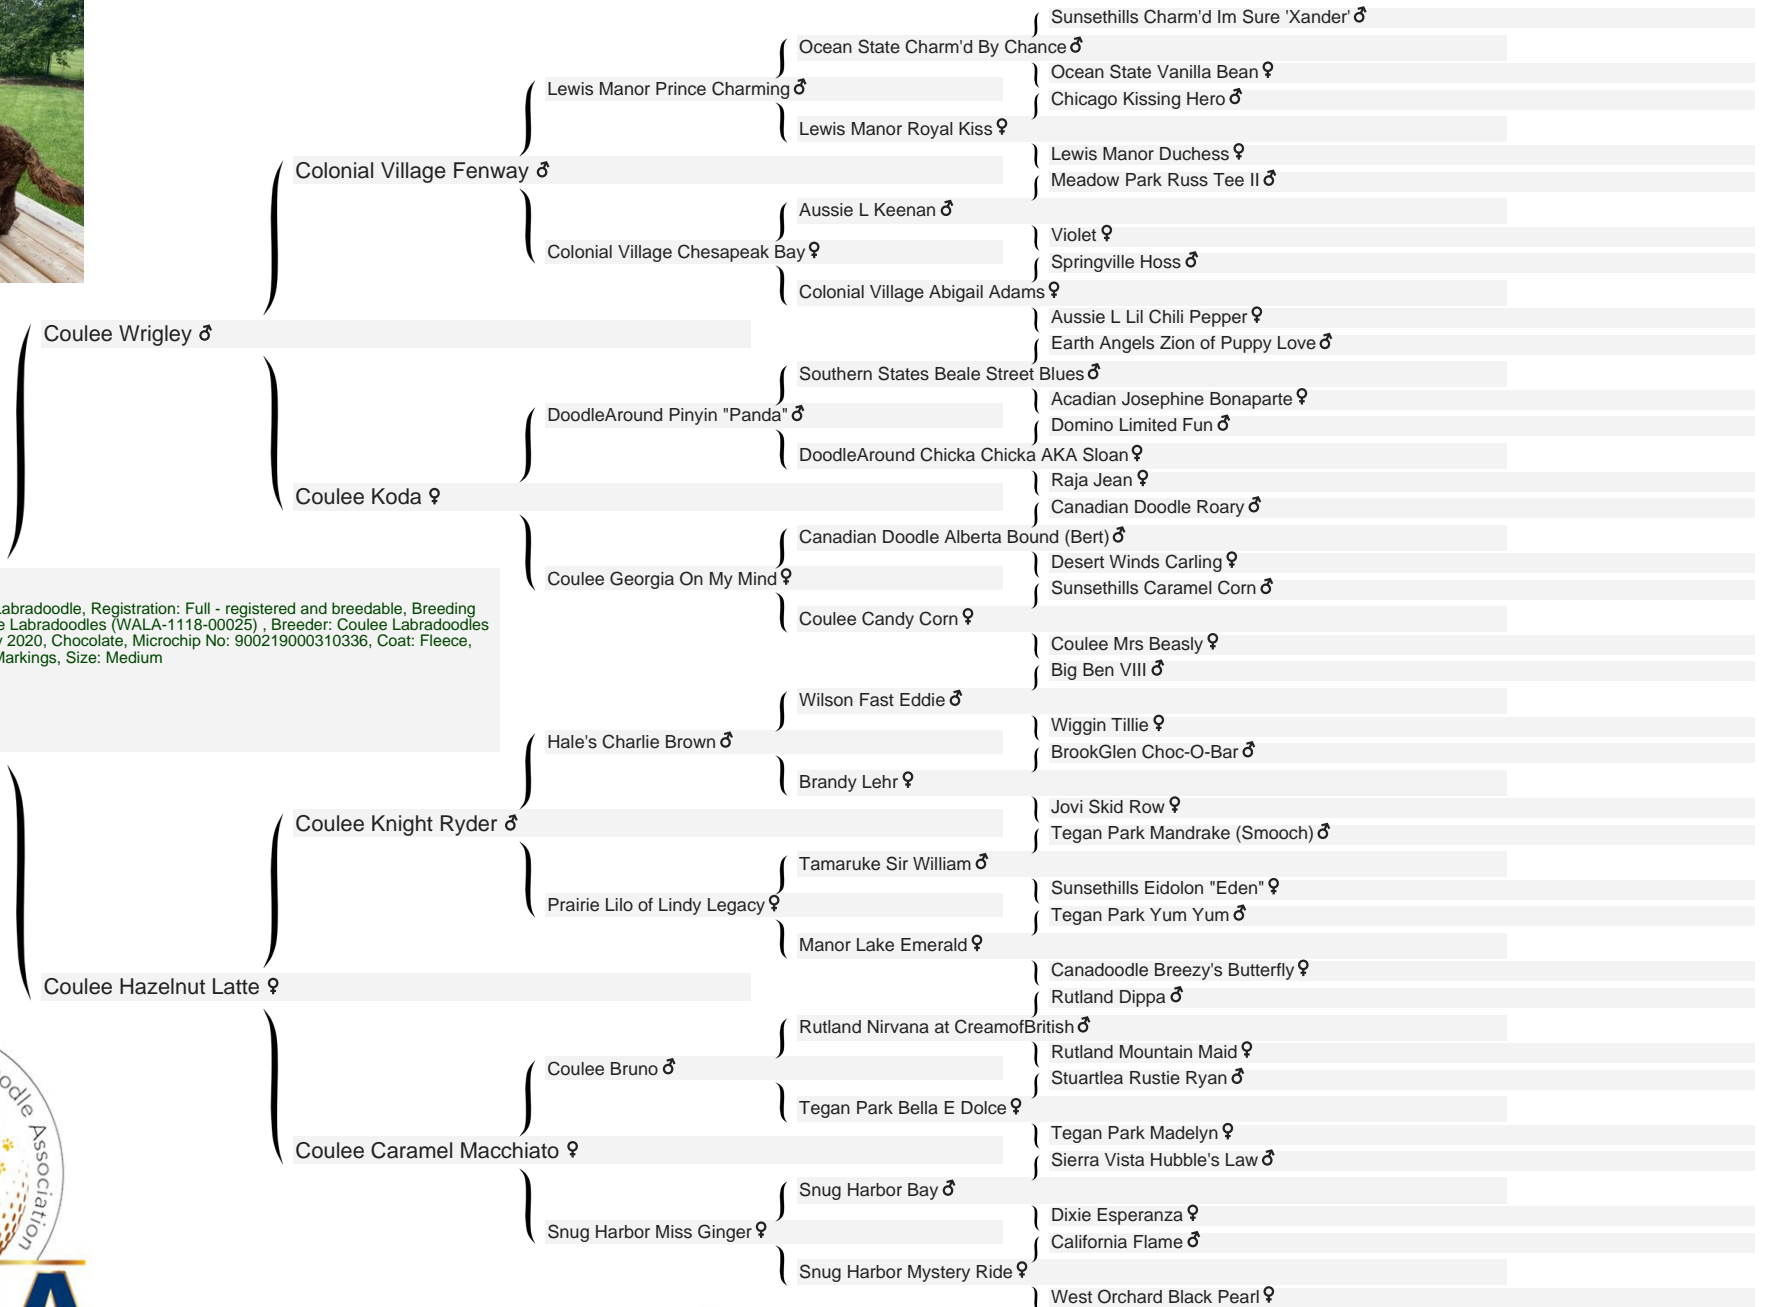 Sunsethills Charm'd Im Sure 'Xander' ♂
Ocean State Charm'd By Chance ♂
Ocean State Vanilla Bean ♀
Lewis Manor Prince Charming ♂
Chicago Kissing Hero ♂
Lewis Manor Royal Kiss ♀
Lewis Manor Duchess ♀
Colonial Village Fenway ♂
Meadow Park Russ Tee II ♂
Aussie L Keenan ♂
Violet ♀
Colonial Village Chesapeak Bay ♀
Springville Hoss ♂
Colonial Village Abigail Adams ♀
Aussie L Lil Chili Pepper ♀
Coulee Wrigley ♂
Earth Angels Zion of Puppy Love ♂
Southern States Beale Street Blues ♂
Acadian Josephine Bonaparte ♀
DoodleAround Pinyin "Panda" ♂
Domino Limited Fun ♂
DoodleAround Chicka Chicka AKA Sloan ♀
Raja Jean ♀
Coulee Koda ♀
Canadian Doodle Roary ♂
Canadian Doodle Alberta Bound (Bert) ♂
Desert Winds Carling ♀
Coulee Georgia On My Mind ♀
Sunsethills Caramel Corn ♂
Coulee Candy Corn ♀
Coulee Mrs Beasly ♀
abradoodle, Registration: Full - registered and breedable, Breeding
e Labradoodles (WALA-1118-00025) , Breeder: Coulee Labradoodles
2020, Chocolate, Microchip No: 900219000310336, Coat: Fleece,
Markings, Size: Medium
Big Ben VIII ♂
Wilson Fast Eddie ♂
Wiggin Tillie ♀
Hale's Charlie Brown ♂
BrookGlen Choc-O-Bar ♂
Brandy Lehr ♀
Jovi Skid Row ♀
Coulee Knight Ryder ♂
Tegan Park Mandrake (Smooch) ♂
Tamaruke Sir William ♂
Sunsethills Eidolon "Eden" ♀
Prairie Lilo of Lindy Legacy ♀
Tegan Park Yum Yum ♂
Manor Lake Emerald ♀
Canadoodle Breezy's Butterfly ♀
Coulee Hazelnut Latte ♀
Rutland Dippa ♂
Rutland Nirvana at CreamofBritish ♂
Rutland Mountain Maid ♀
Coulee Bruno ♂
Stuartlea Rustie Ryan ♂
Tegan Park Bella E Dolce ♀
Tegan Park Madelyn ♀
Coulee Caramel Macchiato ♀
Sierra Vista Hubble's Law ♂
Snug Harbor Bay ♂
Dixie Esperanza ♀
Snug Harbor Miss Ginger ♀
California Flame ♂
Snug Harbor Mystery Ride ♀
West Orchard Black Pearl ♀
oodle Association
A